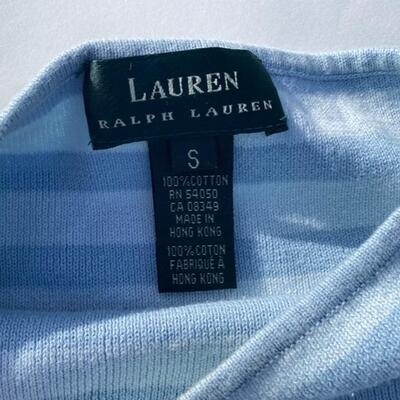 LAUREN
RALPH LAUREN
S
100%COTTON
RN 54050
CA 08349
MADE IN
HONG KONG
100%COTON
FABRIQUÉ À
HONG KONG